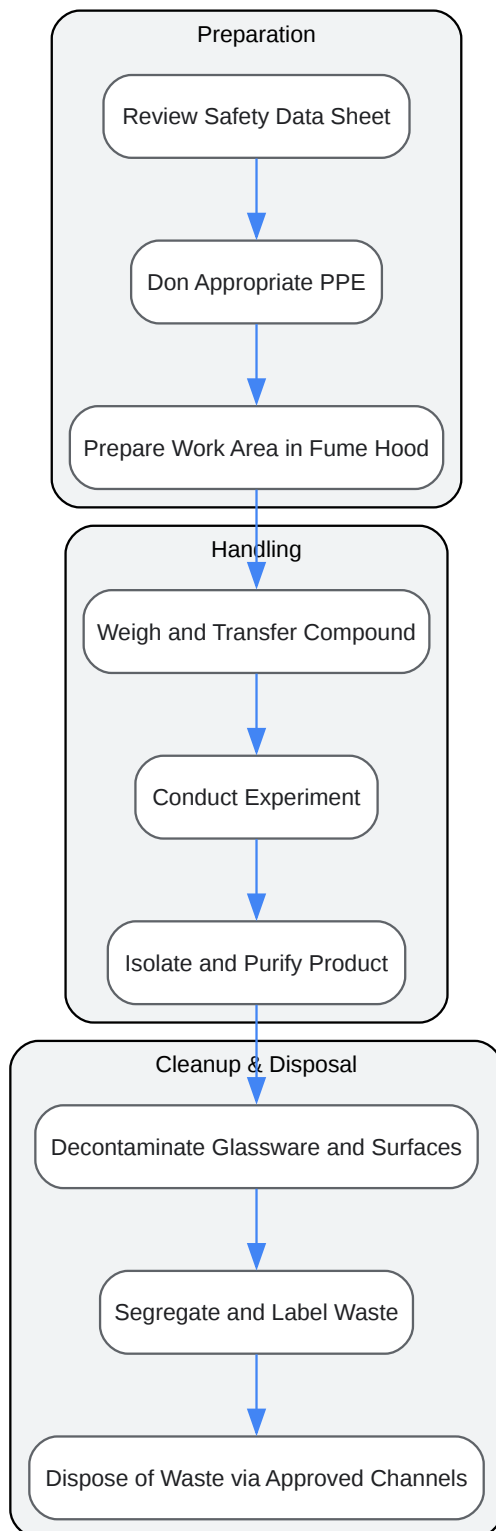 Preparation
Review Safety Data Sheet
Don Appropriate PPE
Prepare Work Area in Fume Hood
Handling
Weigh and Transfer Compound
Conduct Experiment
Isolate and Purify Product
Cleanup & Disposal
Decontaminate Glassware and Surfaces
Segregate and Label Waste
Dispose of Waste via Approved Channels